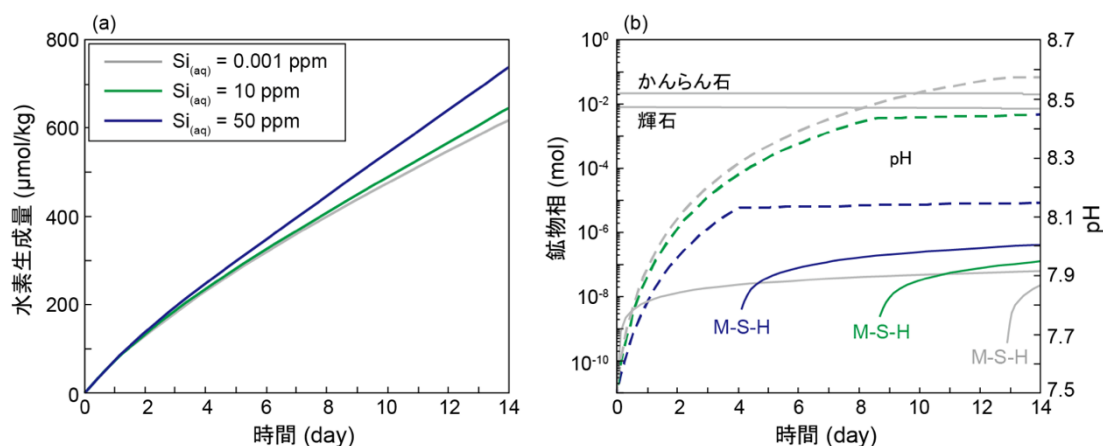 (a)
800
600
400
200
0
水素生成量 (μmol/kg)
Si(aq) = 0.001 ppm
Si(aq) = 10 ppm
Si(aq) = 50 ppm
0 2 4 6 8 10 12 14
時間 (day)
(b)
10⁰
10⁻²
10⁻⁴
10⁻⁶
10⁻⁸
10⁻¹⁰
鉱物相 (mol)
かんらん石
輝石
pH
M-S-H
M-S-H
M-S-H
8.7
8.5
8.3
8.1
7.9
7.7
7.5
pH
0 2 4 6 8 10 12 14
時間 (day)